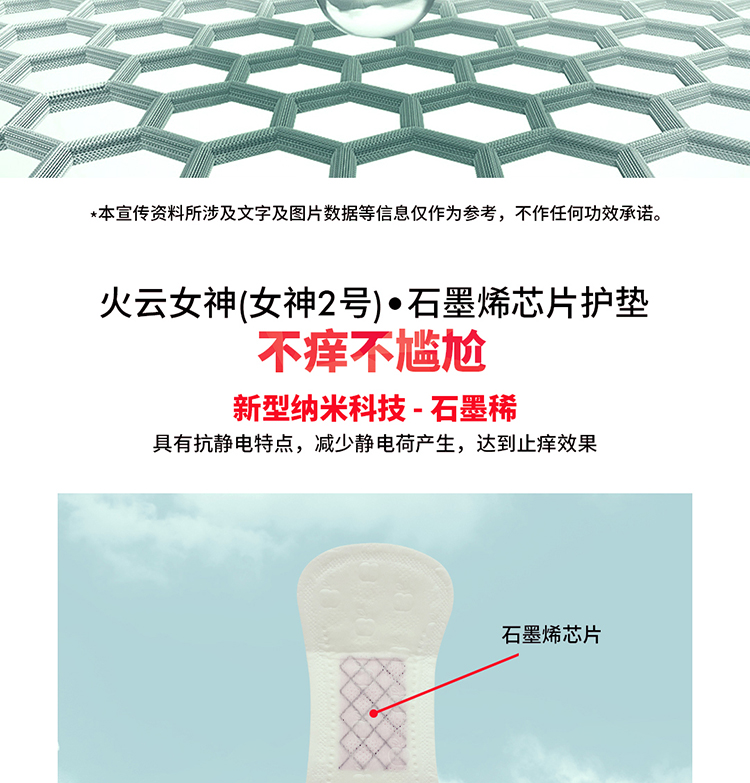 *本宣传资料所涉及文字及图片数据等信息仅作为参考，不作任何功效承诺。
火云女神(女神2号)•石墨烯芯片护垫
不痒不尴尬
新型纳米科技 - 石墨稀
具有抗静电特点，减少静电荷产生，达到止痒效果
石墨烯芯片